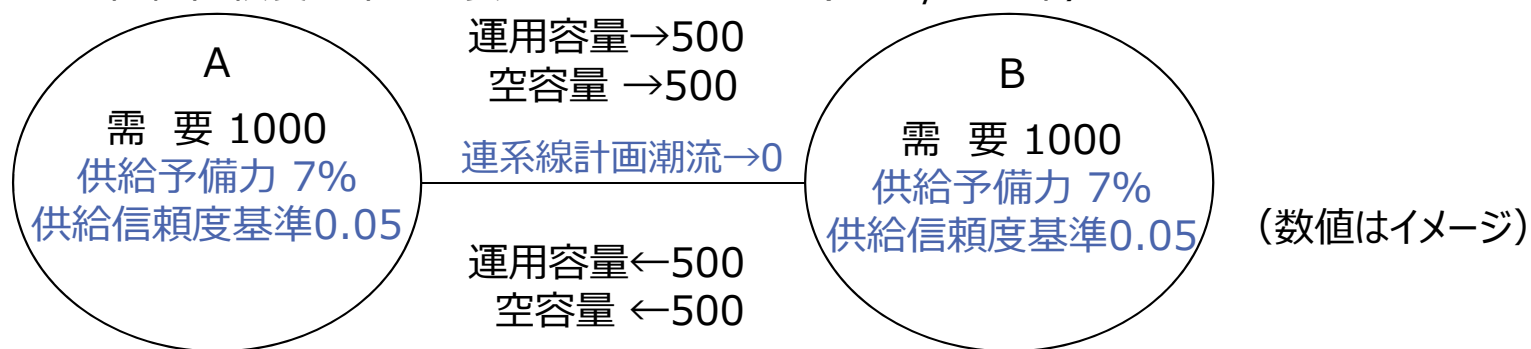 A
需 要 1000
供給予備力 7%
供給信頼度基準0.05
運用容量→500
空容量 →500
連系線計画潮流→0
運用容量←500
空容量 ←500
B
需 要 1000
供給予備力 7%
供給信頼度基準0.05
(数値はイメージ)